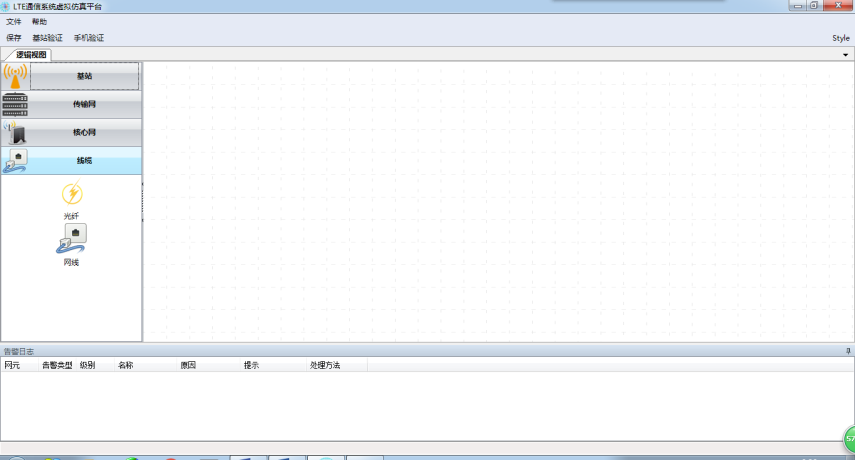 LTE通信系统虚拟仿真平台
文件 帮助
保存 基站验证 手机验证 Style
逻辑视图
基站
传输网
核心网
线缆
光纤
网线
告警日志
网元 告警类型 级别 名称 原因 提示 处理方法
57